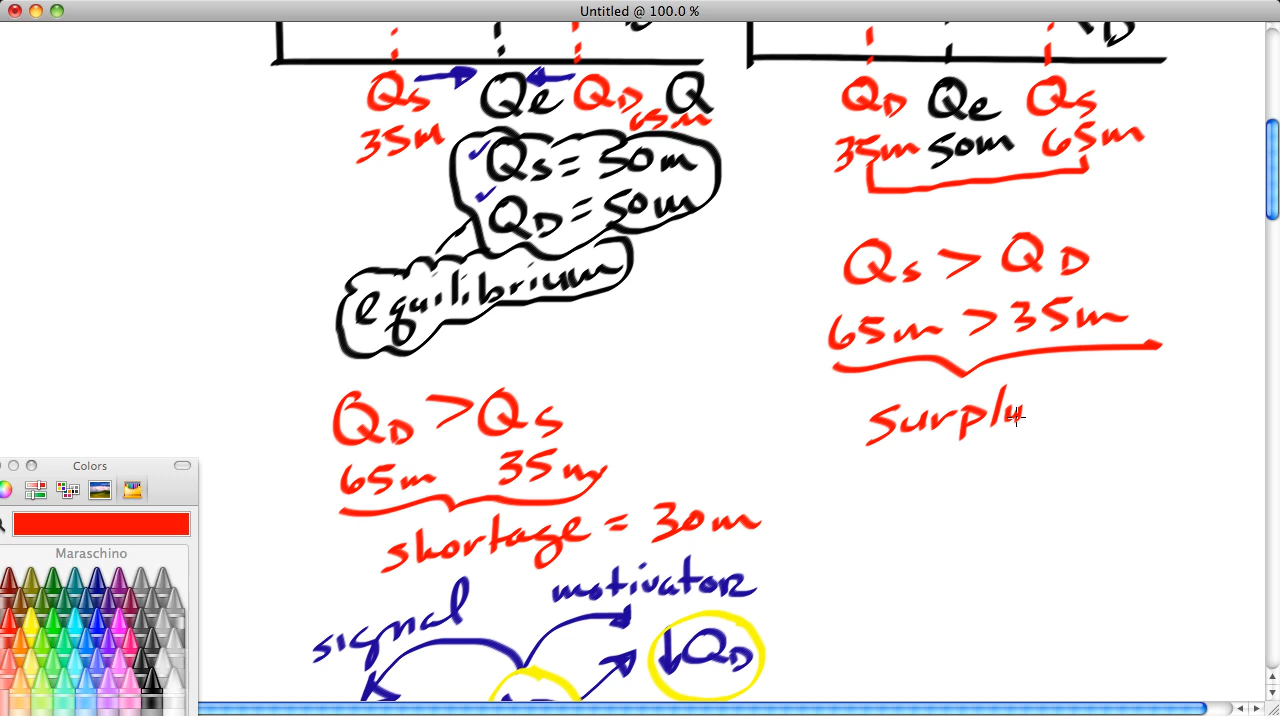 Untitled @ 100.0 %
D
Qs Qe QD Q
35m 65m
Qs = 50m
QD = 50m
equilibrium
QD > Qs
65m 35m
shortage = 30m
signal
motivator
↓QD
QD Qe Qs
35m 50m 65m
Qs > QD
65m > 35m
surplu
Colors
Maraschino